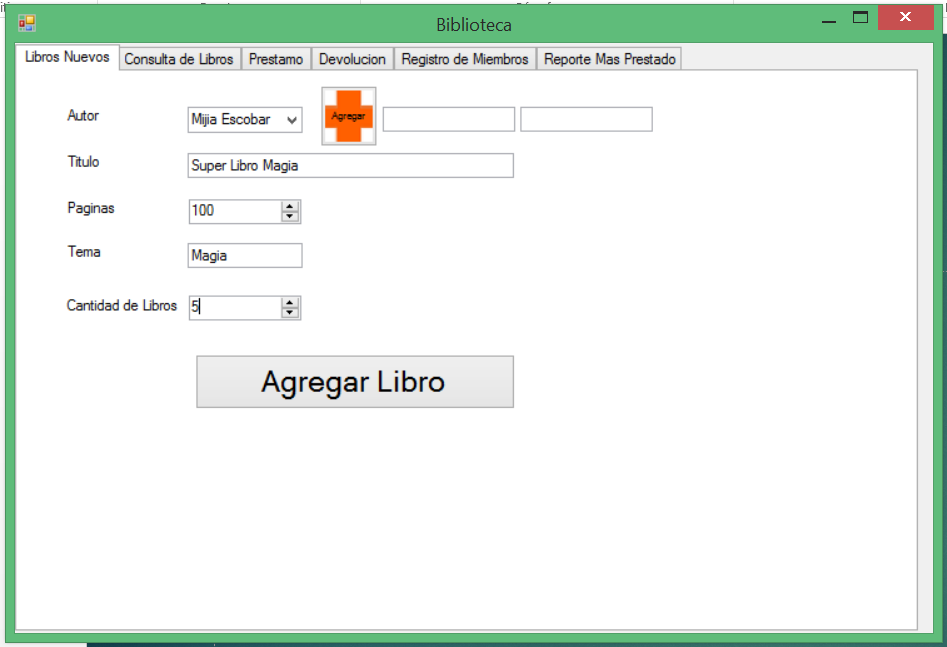 Biblioteca
Libros Nuevos Consulta de Libros Prestamo Devolucion Registro de Miembros Reporte Mas Prestado
Autor Mijia Escobar Agregar
Titulo Super Libro Magia
Paginas 100
Tema Magia
Cantidad de Libros 5
Agregar Libro